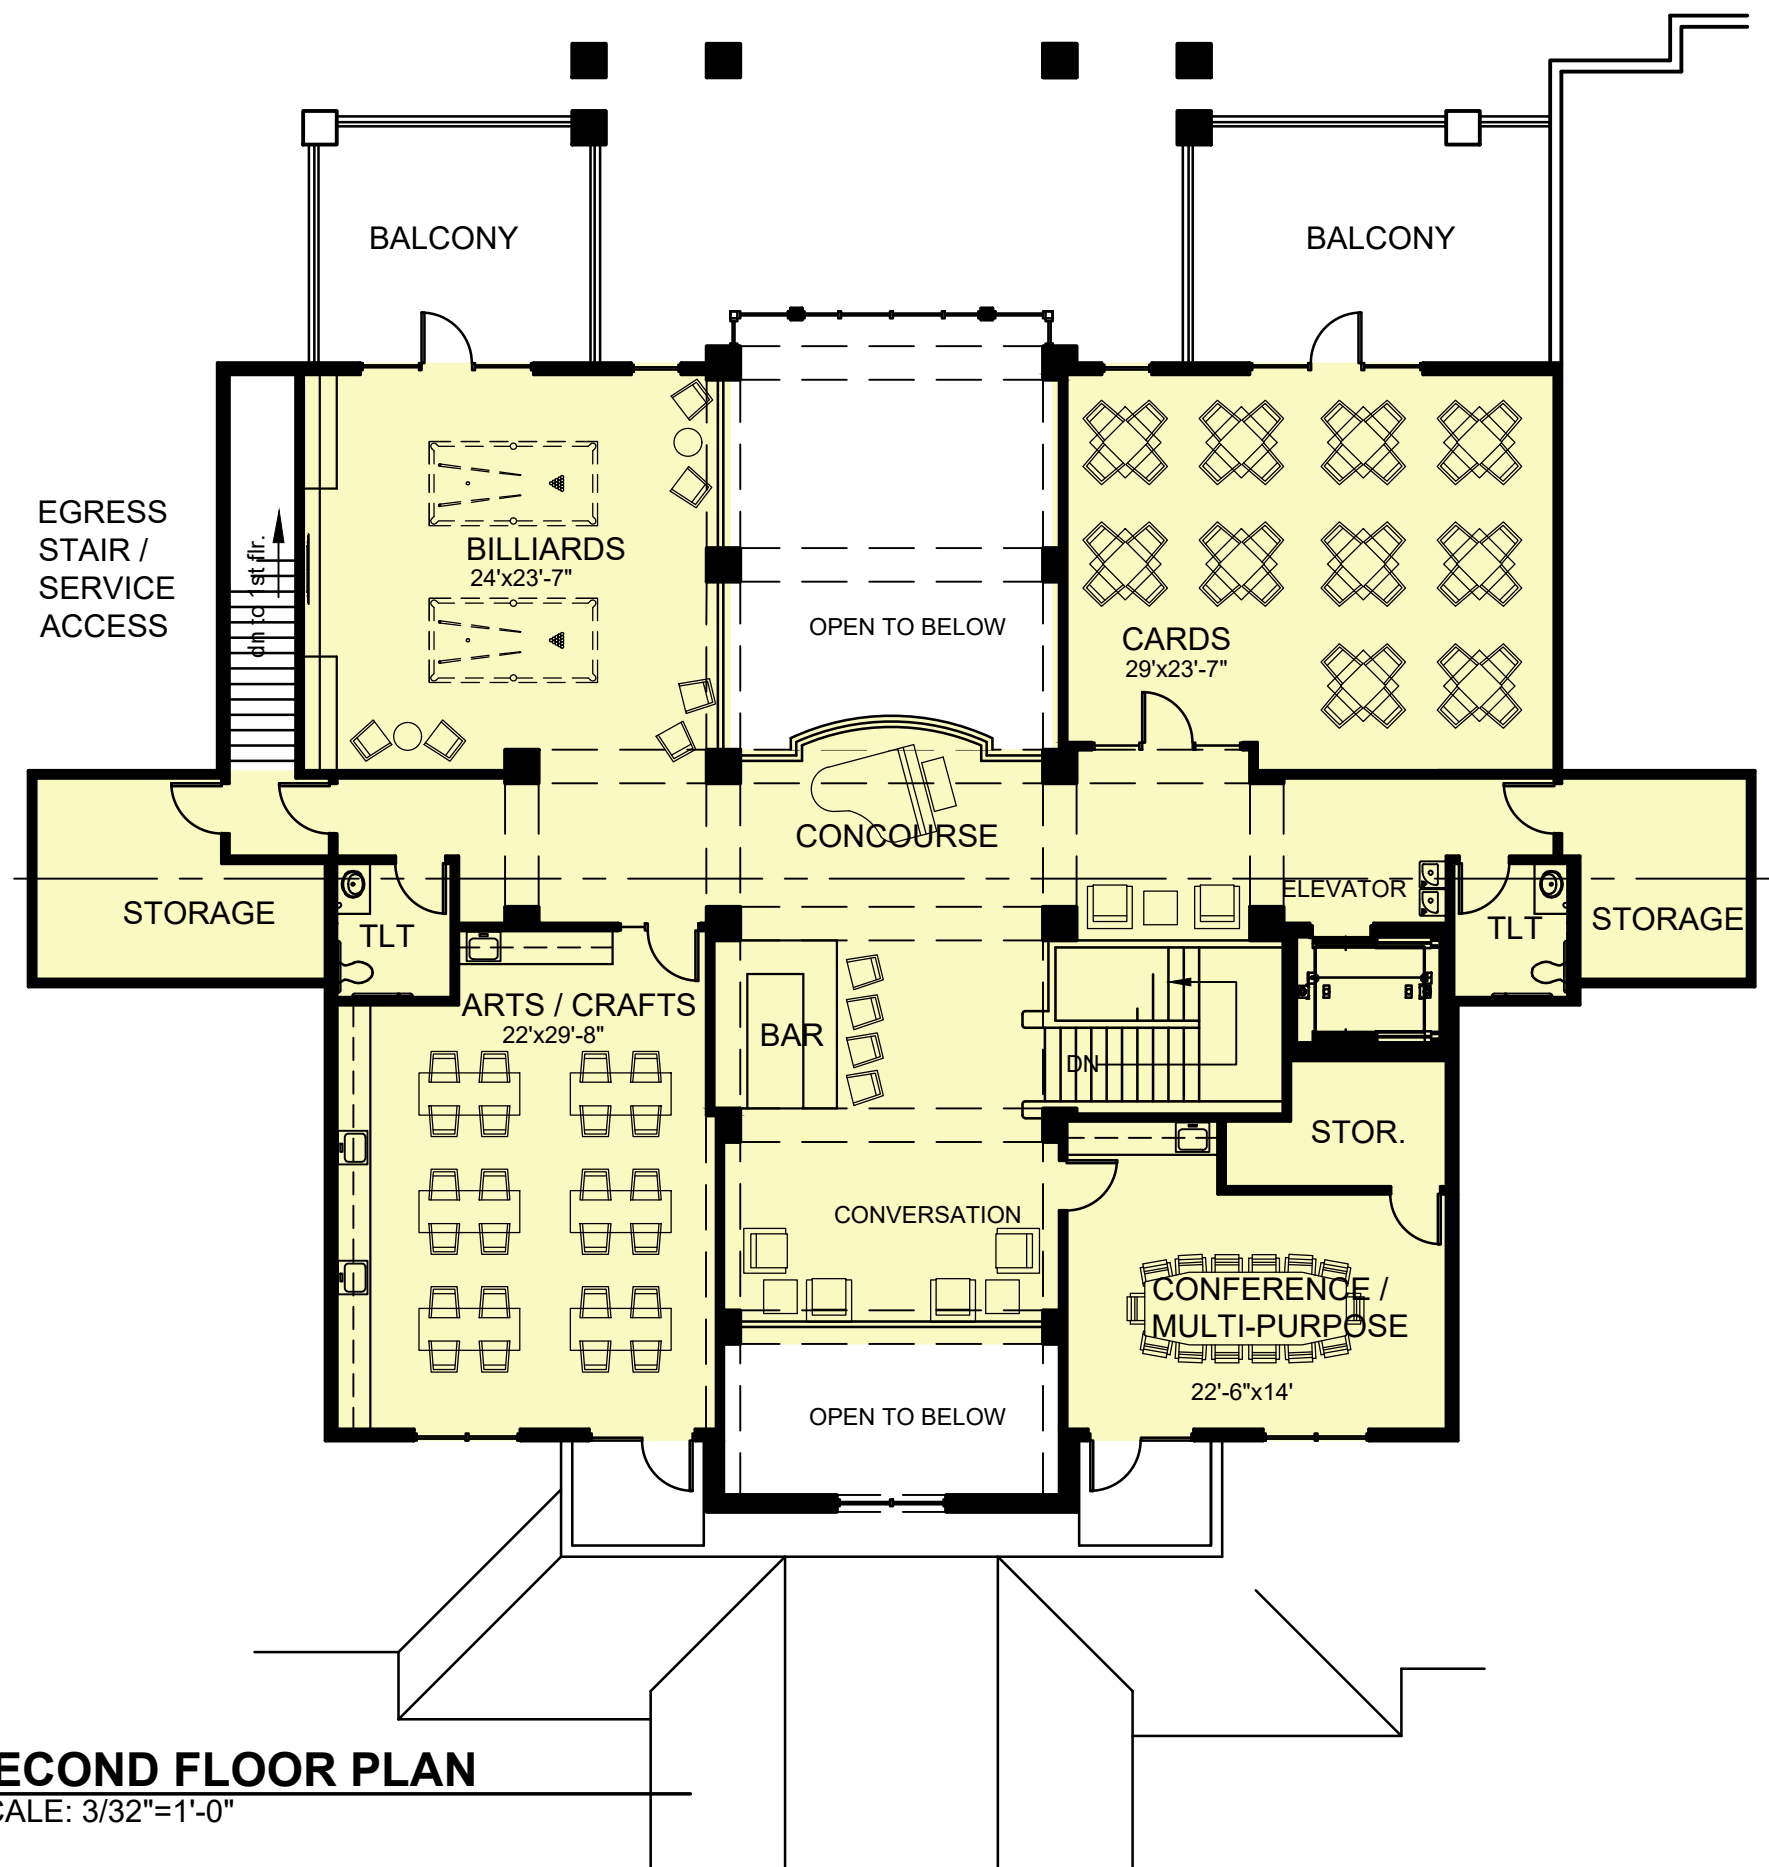 BALCONY
BALCONY
EGRESS
STAIR /
SERVICE
ACCESS
dn to 1st flr.
BILLIARDS
24'x23'-7"
OPEN TO BELOW
CARDS
29'x23'-7"
CONCOURSE
STORAGE
TLT
ELEVATOR
TLT
STORAGE
ARTS / CRAFTS
22'x29'-8"
BAR
DN
STOR.
CONVERSATION
CONFERENCE /
MULTI-PURPOSE
22'-6"x14'
OPEN TO BELOW
ECOND FLOOR PLAN
CALE: 3/32"=1'-0"